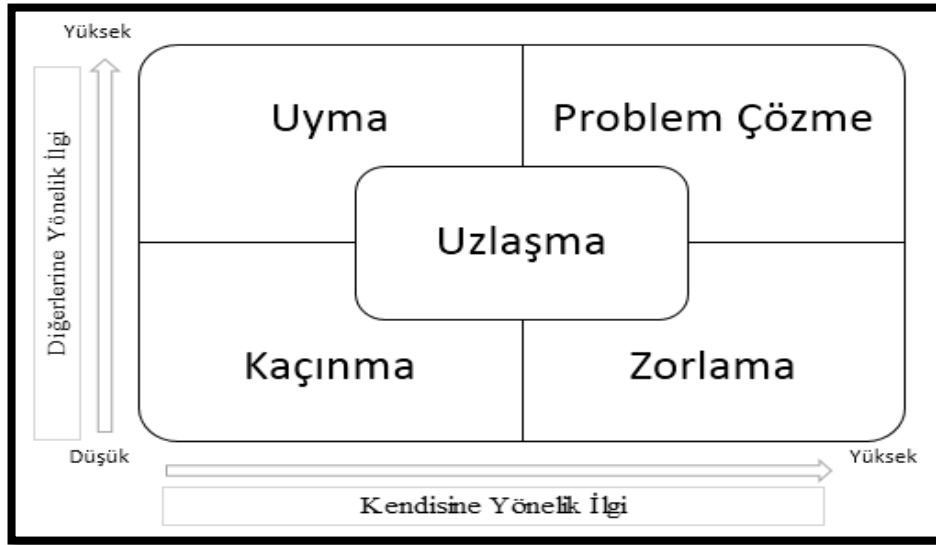 Yüksek
Uyma
Problem Çözme
Diğerlerine Yönelik İlgi
Uzlaşma
Kaçınma
Zorlama
Düşük
Yüksek
Kendisine Yönelik İlgi